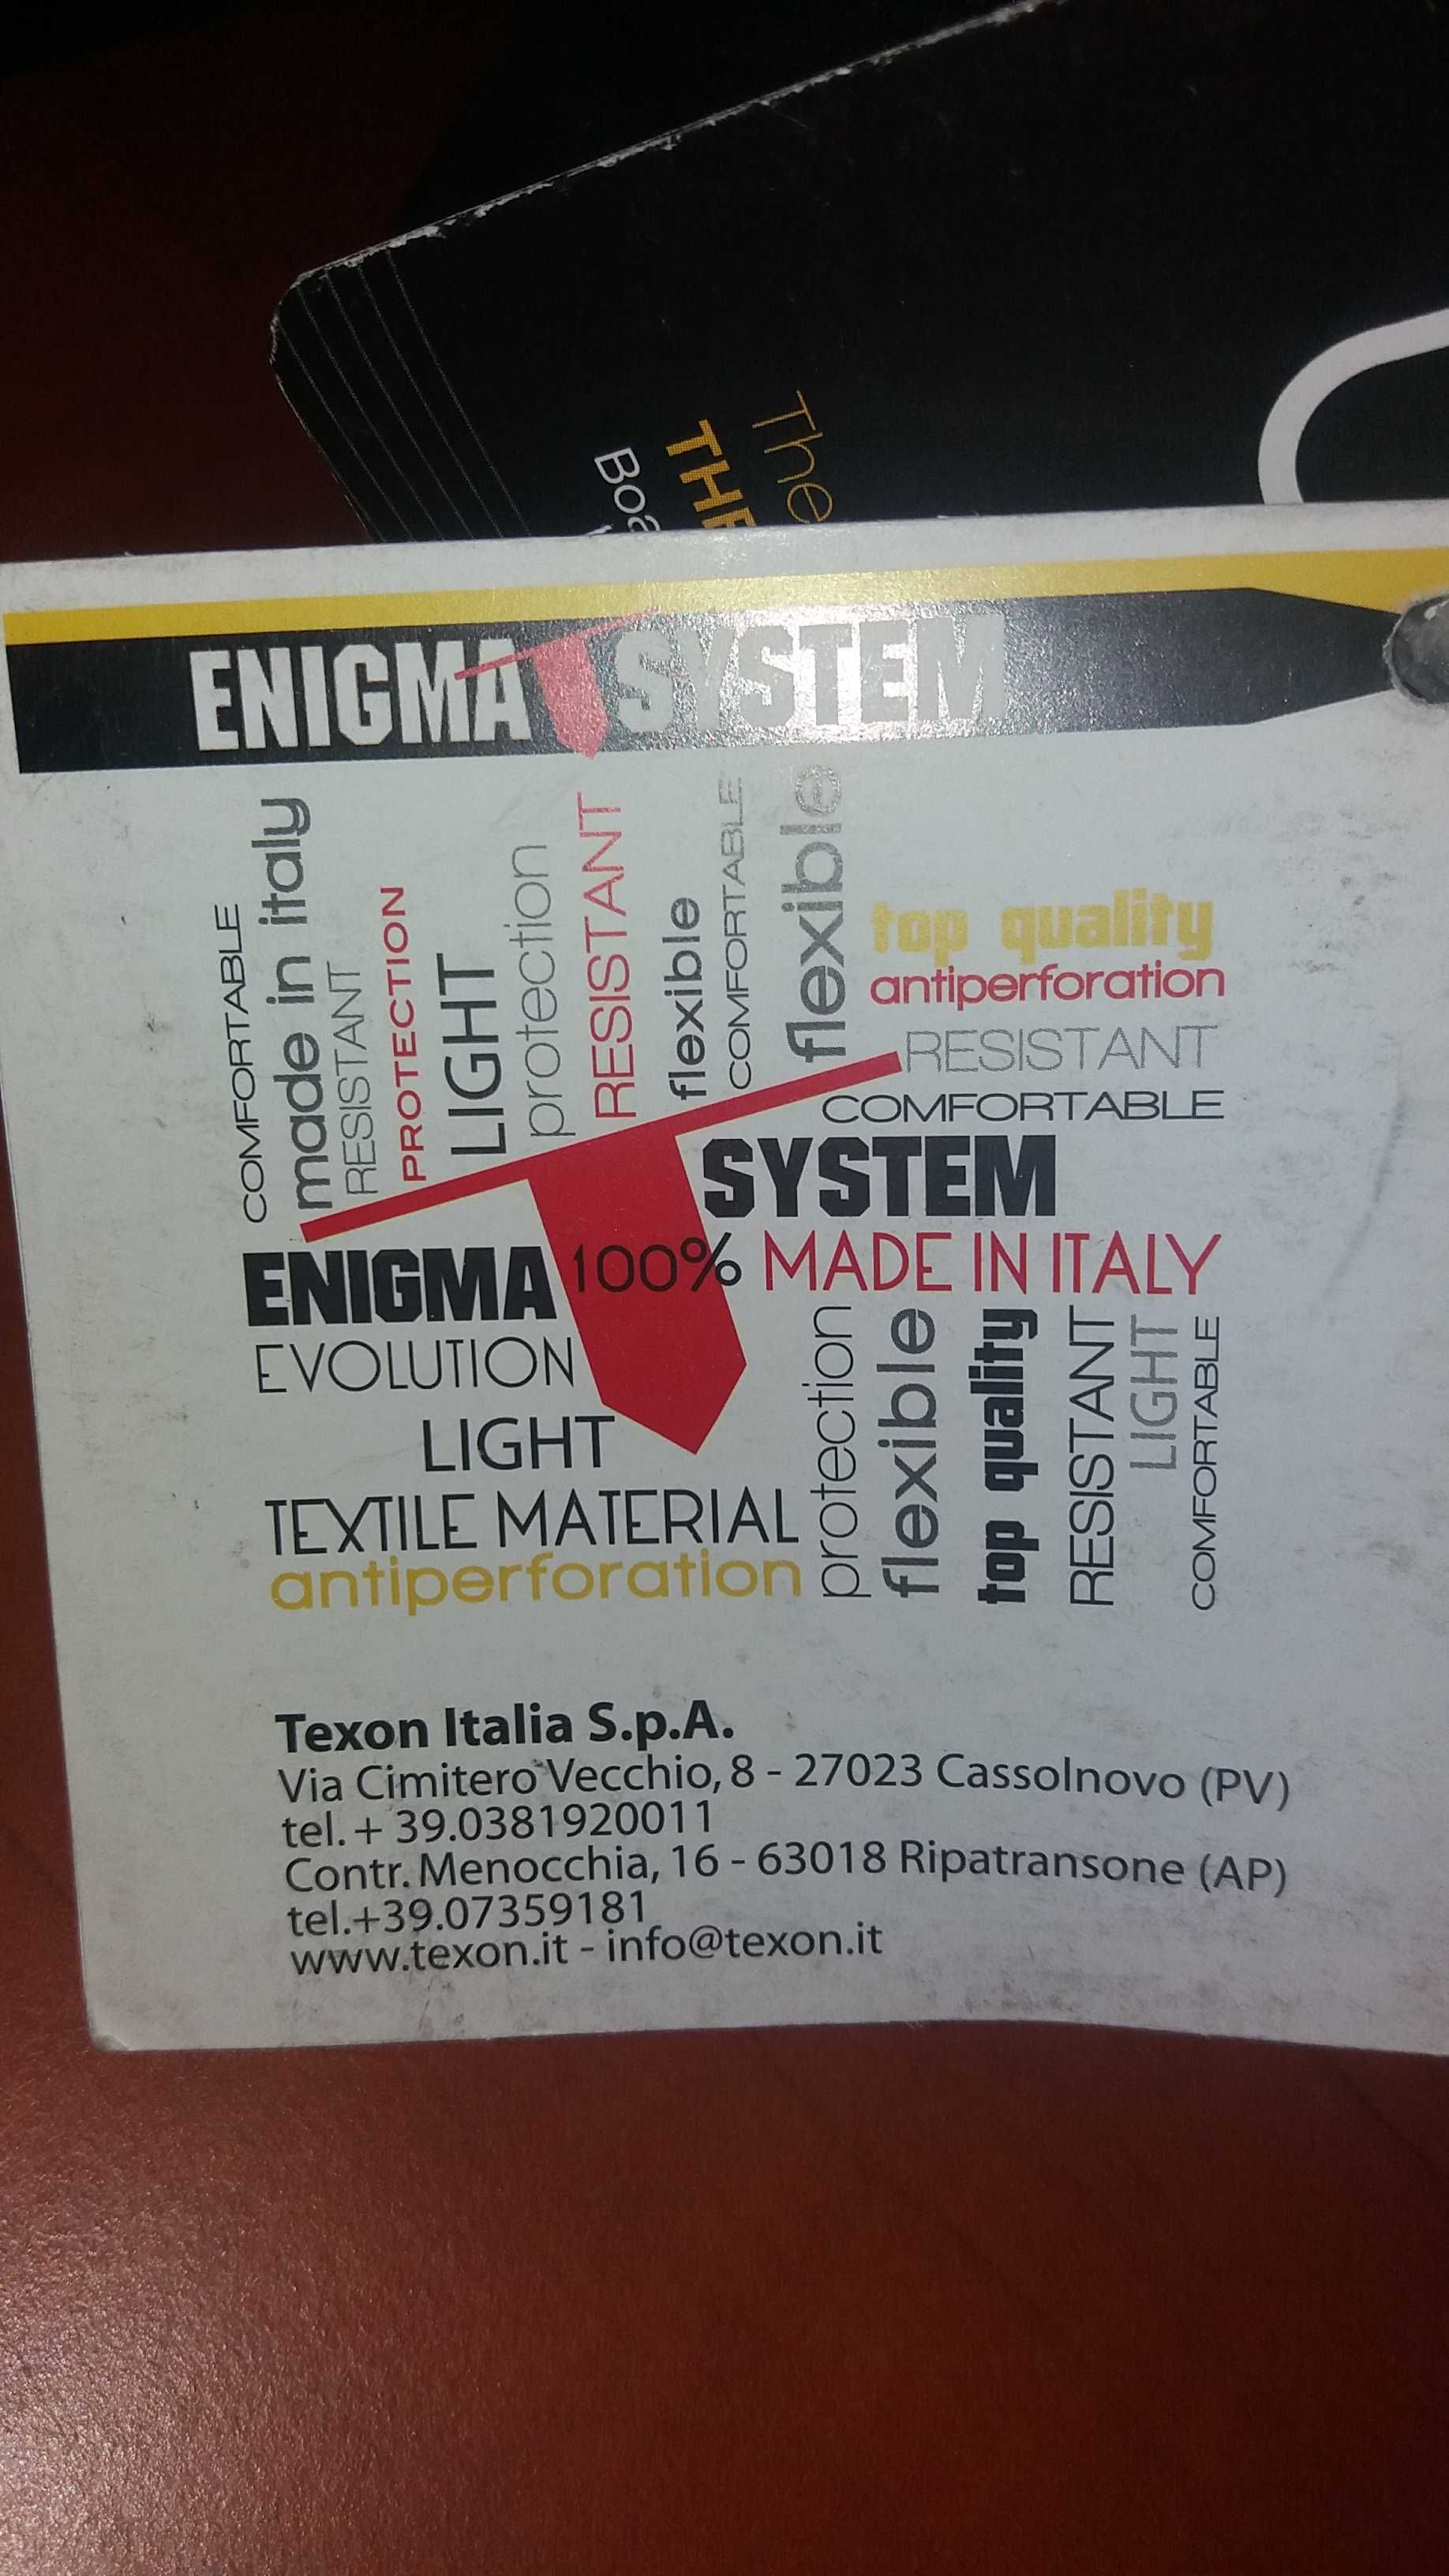 The
THE
Boa
ENIGMA SYSTEM
COMFORTABLE
made in italy
RESISTANT
PROTECTION
LIGHT
protection
RESISTANT
flexible
COMFORTABLE
flexible
top quality
antiperforation
RESISTANT
COMFORTABLE
SYSTEM
ENIGMA 100% MADE IN ITALY
EVOLUTION
LIGHT
TEXTILE MATERIAL
antiperforation
protection
flexible
top quality
RESISTANT
LIGHT
COMFORTABLE
Texon Italia S.p.A.
Via Cimitero Vecchio, 8 - 27023 Cassolnovo (PV)
tel. + 39.0381920011
Contr. Menocchia, 16 - 63018 Ripatransone (AP)
tel.+39.07359181
www.texon.it - info@texon.it